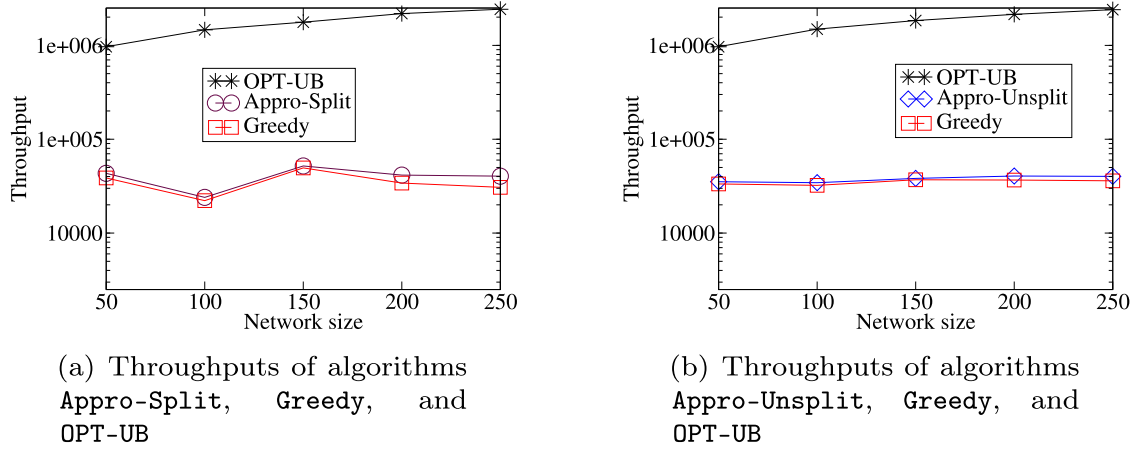 1e+006
1e+005
10000
Throughput
OPT-UB
Appro-Split
Greedy
50
100
150
200
250
Network size
(a) Throughputs of algorithms
Appro-Split, Greedy, and
OPT-UB
1e+006
1e+005
10000
Throughput
OPT-UB
Appro-Unsplit
Greedy
50
100
150
200
250
Network size
(b) Throughputs of algorithms
Appro-Unsplit, Greedy, and
OPT-UB